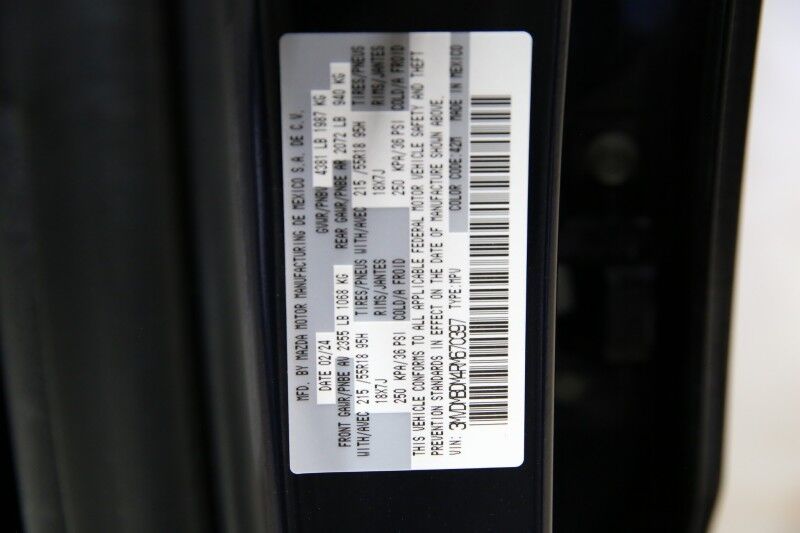 MFD. BY MAZDA MOTOR MANUFACTURING DE MEXICO S.A. DE C.V.
DATE 02/24 GVWR/PNBV 4381 LB 1987 KG
FRONT GAWR/PNBE AV 2355 LB 1068 KG REAR GAWR/PNBE AR 2072 LB 940 KG
WITH/AVEC 215 /55R18 95H TIRES/PNEUS WITH/AVEC 215 /55R18 95H TIRES/PNEUS
18X7J RIMS/JANTES 18X7J RIMS/JANTES
250 KPA/36 PSI COLD/A FROID 250 KPA/36 PSI COLD/A FROID
THIS VEHICLE CONFORMS TO ALL APPLICABLE FEDERAL MOTOR VEHICLE SAFETY AND THEFT
PREVENTION STANDARDS IN EFFECT ON THE DATE OF MANUFACTURE SHOWN ABOVE.
VIN: 3MVDMBDM4RM670397 TYPE:MPV COLOR CODE 42M MADE IN MEXICO